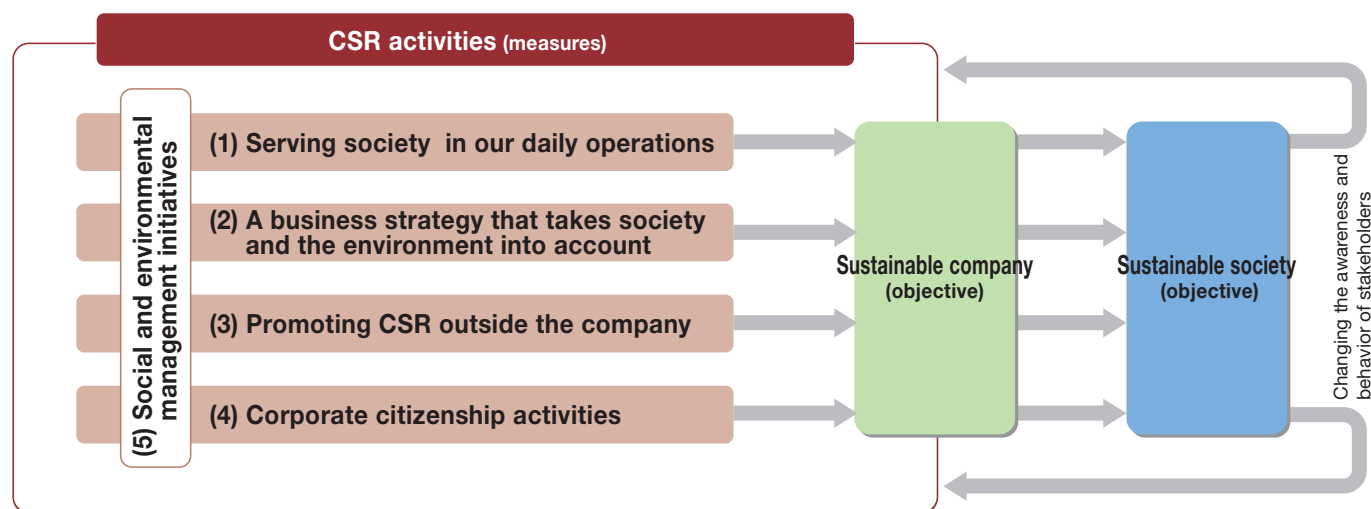 CSR activities (measures)
(5) Social and environmental
management initiatives
(1) Serving society in our daily operations
(2) A business strategy that takes society
and the environment into account
(3) Promoting CSR outside the company
(4) Corporate citizenship activities
Sustainable company
(objective)
Sustainable society
(objective)
Changing the awareness and
behavior of stakeholders